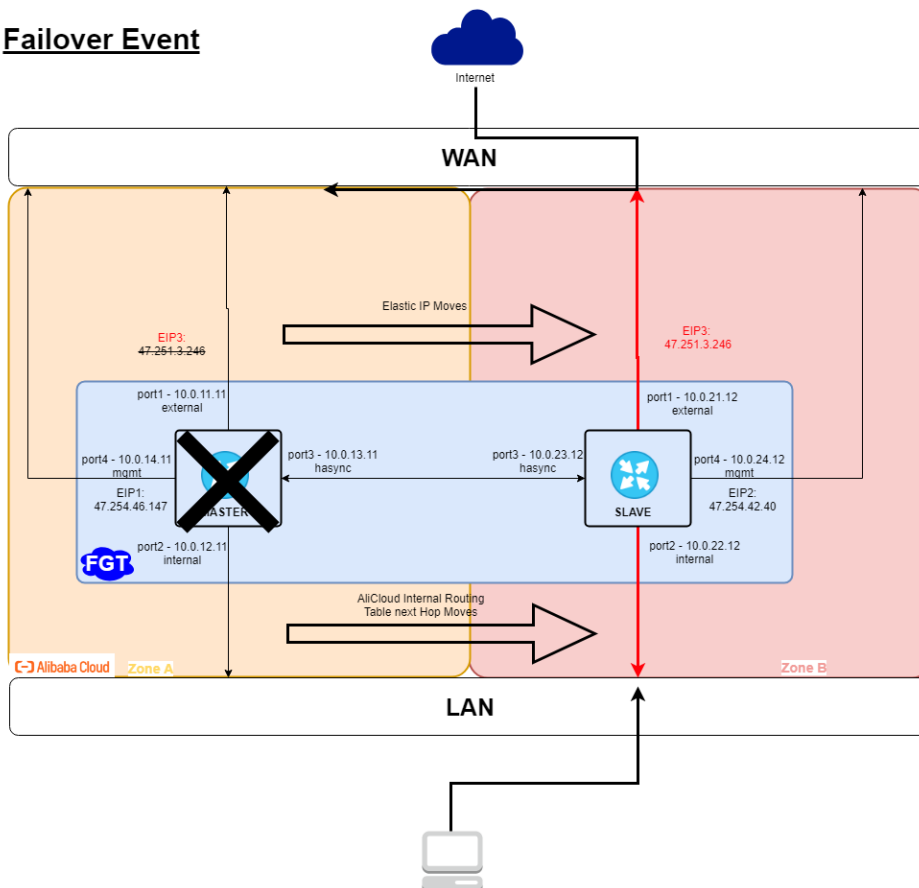 Failover Event
Internet
WAN
Elastic IP Moves
EIP3:
47.251.3.246
EIP3:
47.251.3.246
port1 - 10.0.11.11
external
port1 - 10.0.21.12
external
port4 - 10.0.14.11
mgmt
port3 - 10.0.13.11
hasync
port3 - 10.0.23.12
hasync
port4 - 10.0.24.12
mgmt
EIP1:
47.254.46.147
EIP2:
47.254.42.40
MASTER
SLAVE
port2 - 10.0.12.11
internal
port2 - 10.0.22.12
internal
FGT
AliCloud Internal Routing
Table next Hop Moves
Alibaba Cloud
Zone A
Zone B
LAN